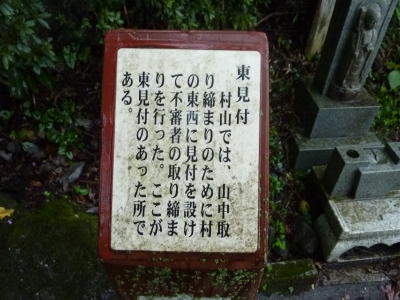 東見付
村山では、山中取
り締まりのために村
の東西に見付を設け
て不審者の取り締ま
りを行った。ここが
東見付のあった所で
ある。